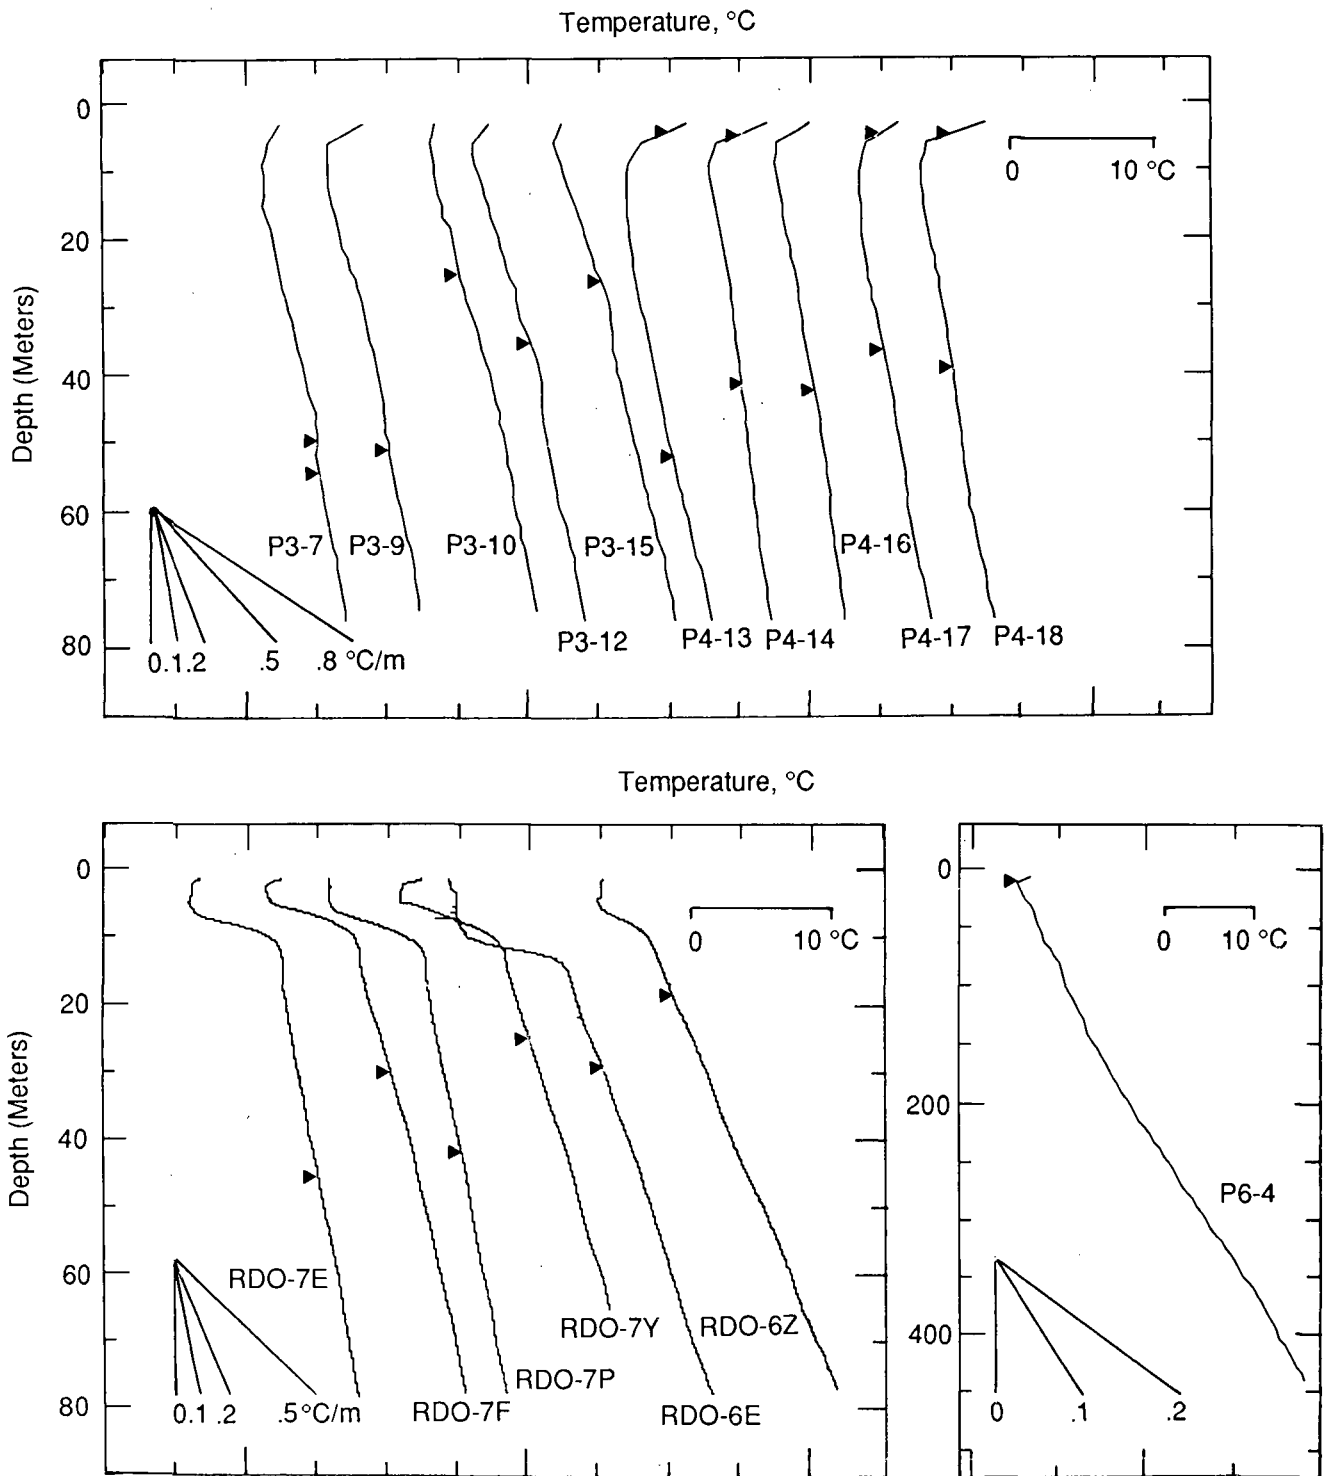 Temperature, °C
0
20
40
60
80
Depth (Meters)
0 10 °C
P3-7 P3-9 P3-10 P3-15 P4-16
P3-12 P4-13 P4-14 P4-17 P4-18
0.1.2 .5 .8 °C/m
Temperature, °C
0
20
40
60
80
Depth (Meters)
0 10 °C
RDO-7E
RDO-7Y RDO-6Z
RDO-7P
RDO-7F RDO-6E
0.1 .2 .5°C/m
0
200
400
0 10 °C
P6-4
0 .1 .2